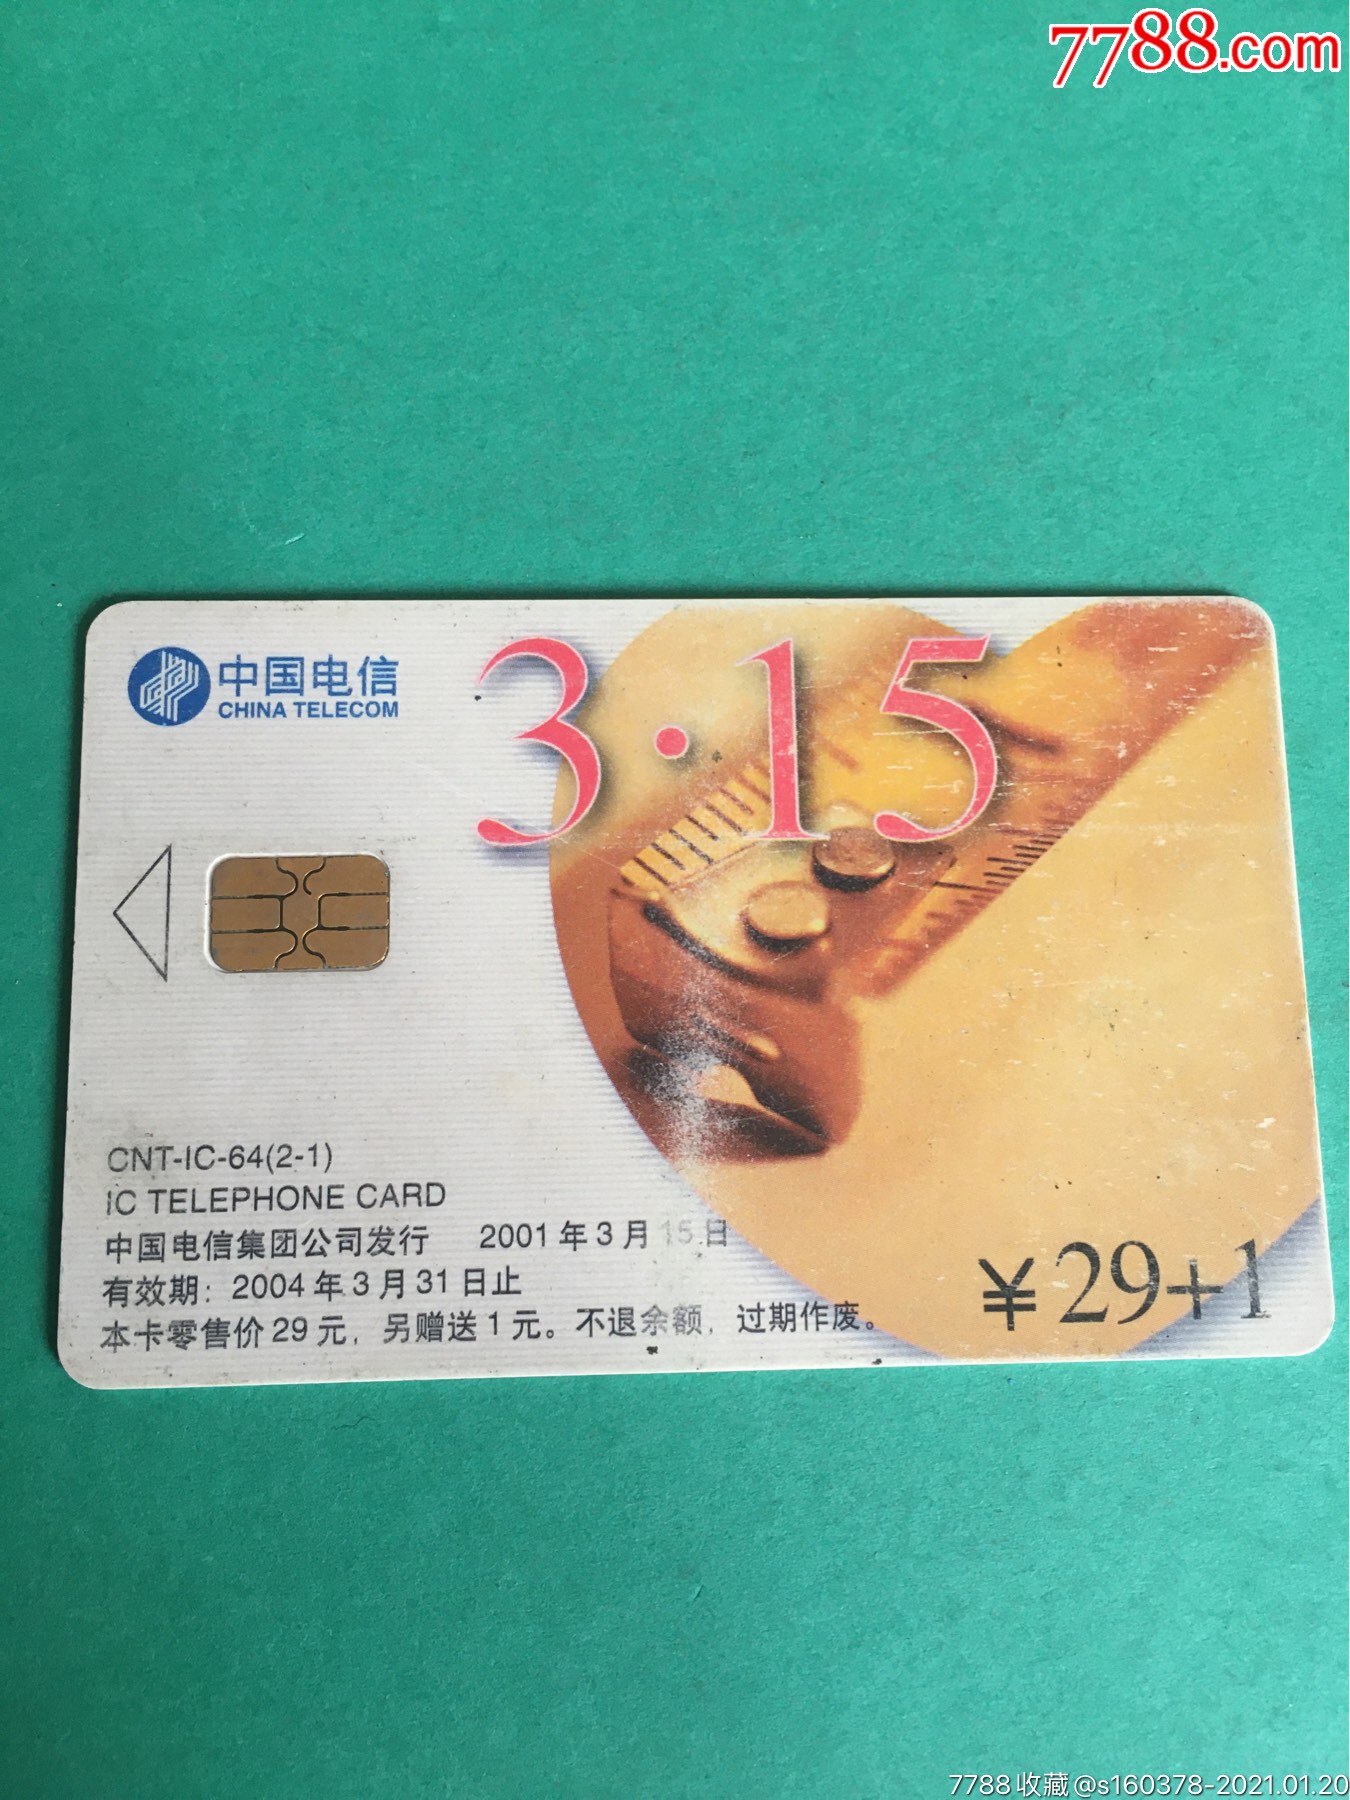 7788.com
中国电信
CHINA TELECOM
3·15
CNT-IC-64(2-1)
IC TELEPHONE CARD
中国电信集团公司发行 2001年3月15日
有效期：2004年3月31日止
本卡零售价29元，另赠送1元。不退余额，过期作废。
¥29+1
7788收藏@s160378-2021.01.20